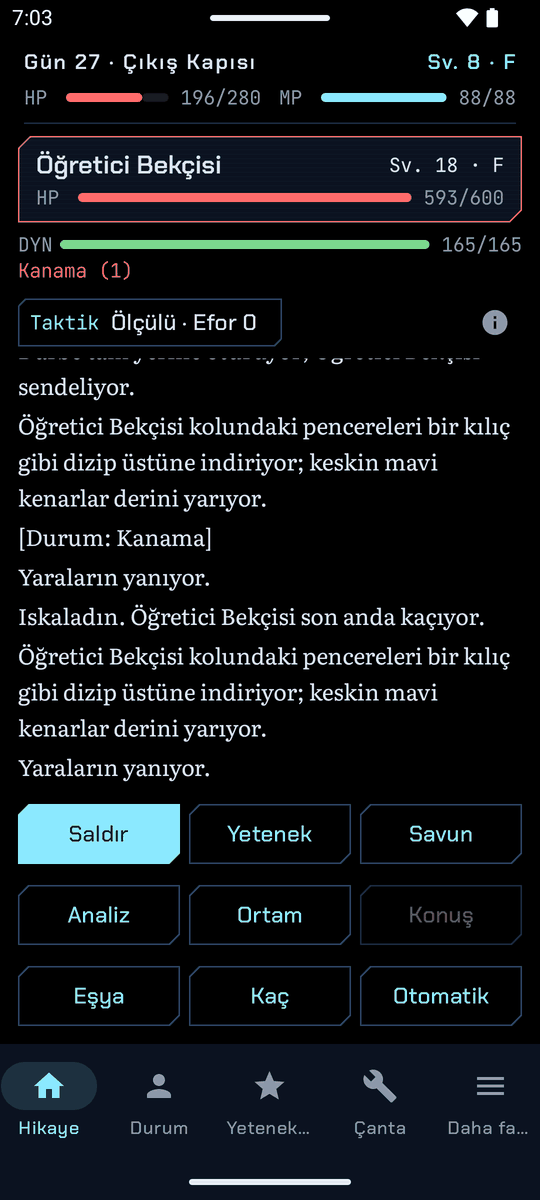 7:03
Gün 27 · Çıkış Kapısı
Sv. 8 · F
HP 196/280 MP 88/88
Öğretici Bekçisi
Sv. 18 · F
HP 593/600
DYN 165/165
Kanama (1)
Taktik Ölçülü · Efor 0
sendeliyor.
Öğretici Bekçisi kolundaki pencereleri bir kılıç
gibi dizip üstüne indiriyor; keskin mavi
kenarlar derini yarıyor.
[Durum: Kanama]
Yaraların yanıyor.
Iskaladın. Öğretici Bekçisi son anda kaçıyor.
Öğretici Bekçisi kolundaki pencereleri bir kılıç
gibi dizip üstüne indiriyor; keskin mavi
kenarlar derini yarıyor.
Yaraların yanıyor.
Saldır Yetenek Savun
Analiz Ortam Konuş
Eşya Kaç Otomatik
Hikaye Durum Yetenek... Çanta Daha fa...